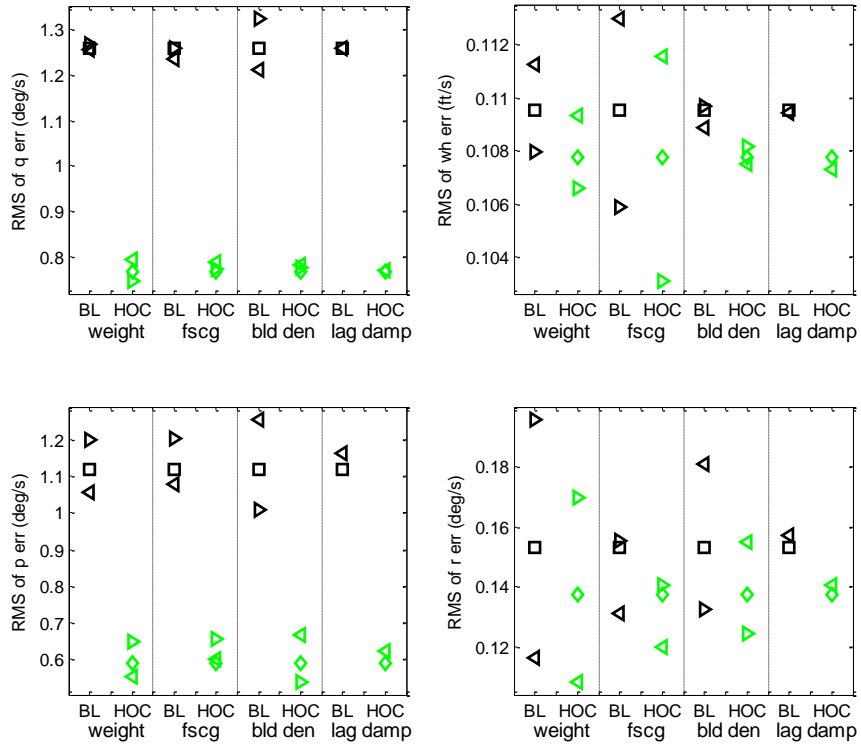 RMS of q err (deg/s)
1.3
1.2
1.1
1
0.9
0.8
BL HOC BL HOC BL HOC BL HOC
weight fscg bld den lag damp
RMS of wh err (ft/s)
0.112
0.11
0.108
0.106
0.104
BL HOC BL HOC BL HOC BL HOC
weight fscg bld den lag damp
RMS of p err (deg/s)
1.2
1.1
1
0.9
0.8
0.7
0.6
BL HOC BL HOC BL HOC BL HOC
weight fscg bld den lag damp
RMS of r err (deg/s)
0.18
0.16
0.14
0.12
BL HOC BL HOC BL HOC BL HOC
weight fscg bld den lag damp